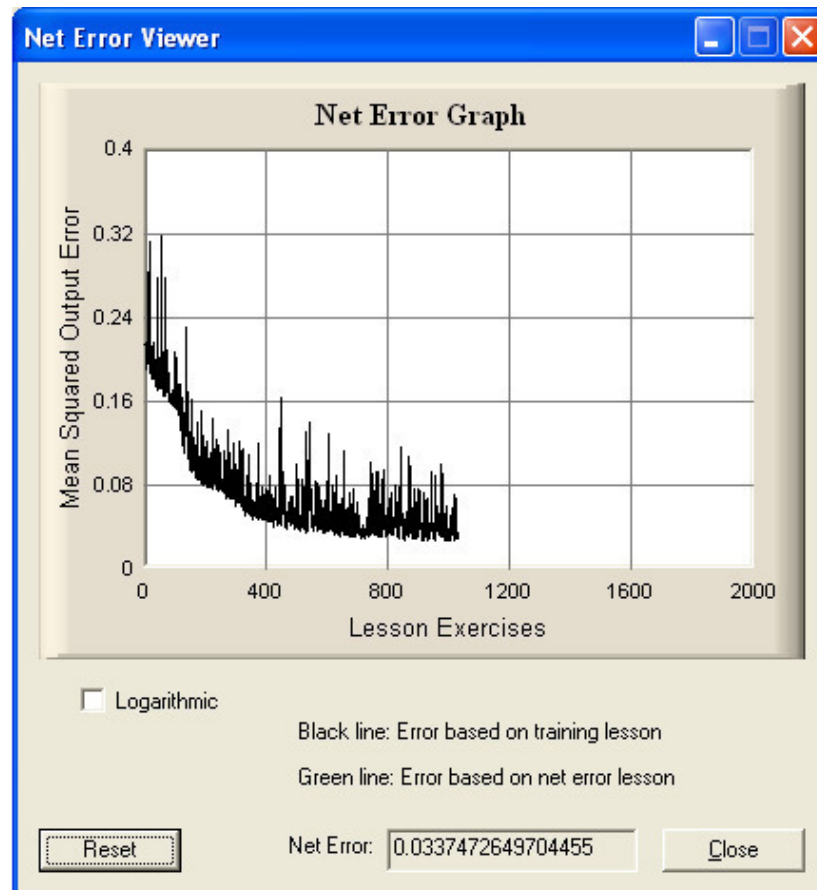 Net Error Viewer
Net Error Graph
Mean Squared Output Error
0.4
0.32
0.24
0.16
0.08
0
0 400 800 1200 1600 2000
Lesson Exercises
Logarithmic
Black line: Error based on training lesson
Green line: Error based on net error lesson
Reset
Net Error: 0.0337472649704455
Close